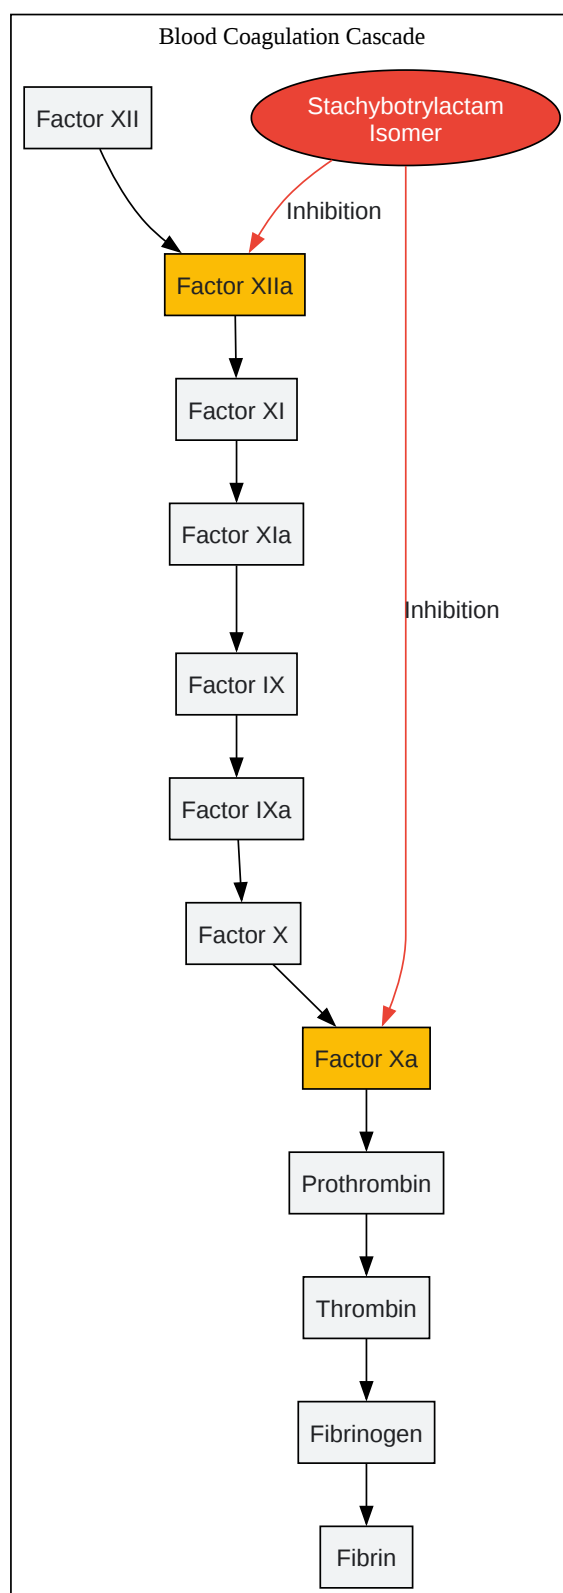 Blood Coagulation Cascade
Factor XII
Stachybotrylactam
Isomer
Inhibition
Factor XIIa
Factor XI
Factor XIa
Inhibition
Factor IX
Factor IXa
Factor X
Factor Xa
Prothrombin
Thrombin
Fibrinogen
Fibrin